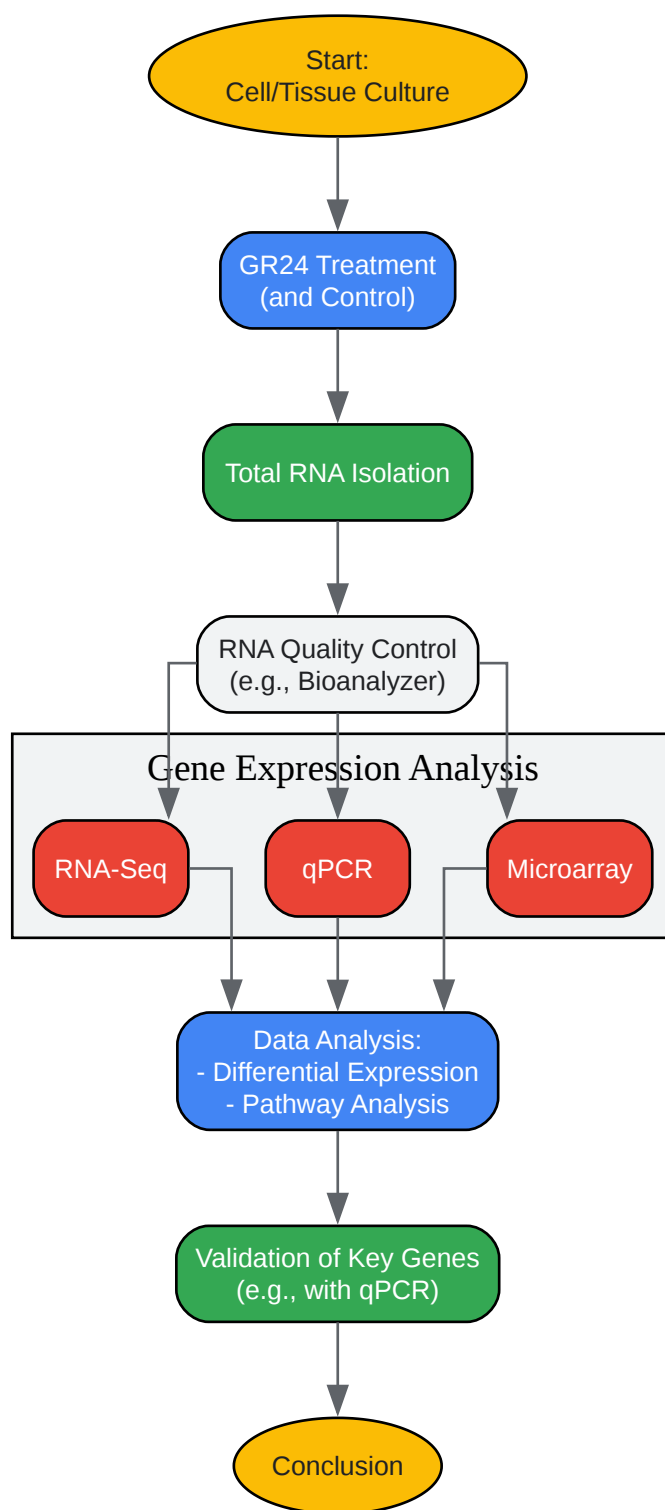 Start:
Cell/Tissue Culture
GR24 Treatment
(and Control)
Total RNA Isolation
RNA Quality Control
(e.g., Bioanalyzer)
Gene Expression Analysis
RNA-Seq
qPCR
Microarray
Data Analysis:
- Differential Expression
- Pathway Analysis
Validation of Key Genes
(e.g., with qPCR)
Conclusion